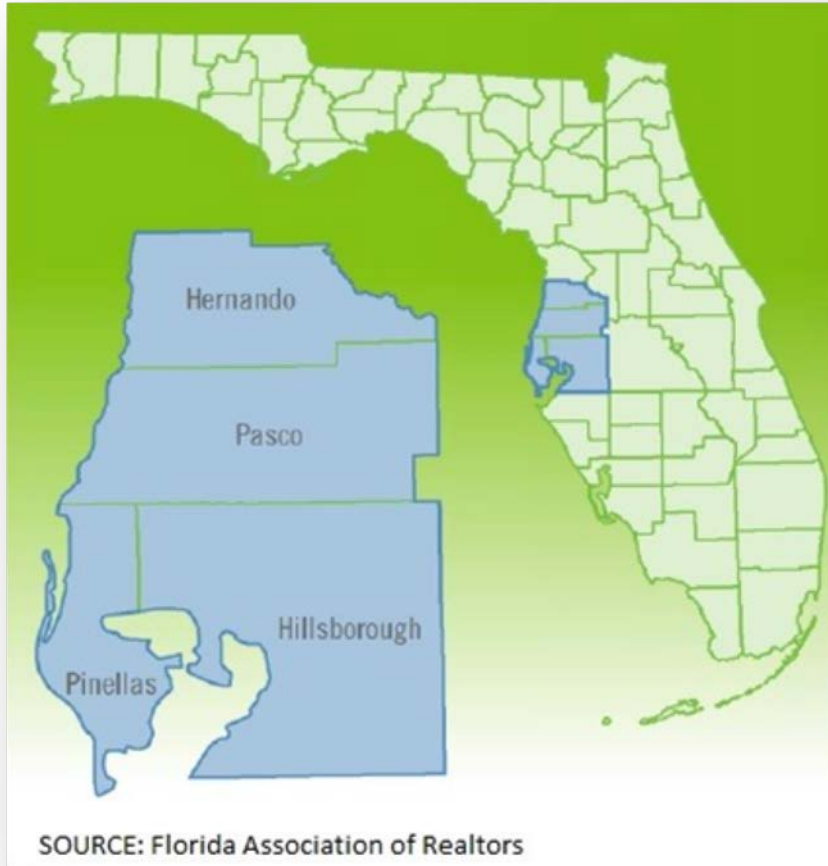 Hernando
Pasco
Hillsborough
Pinellas
SOURCE: Florida Association of Realtors